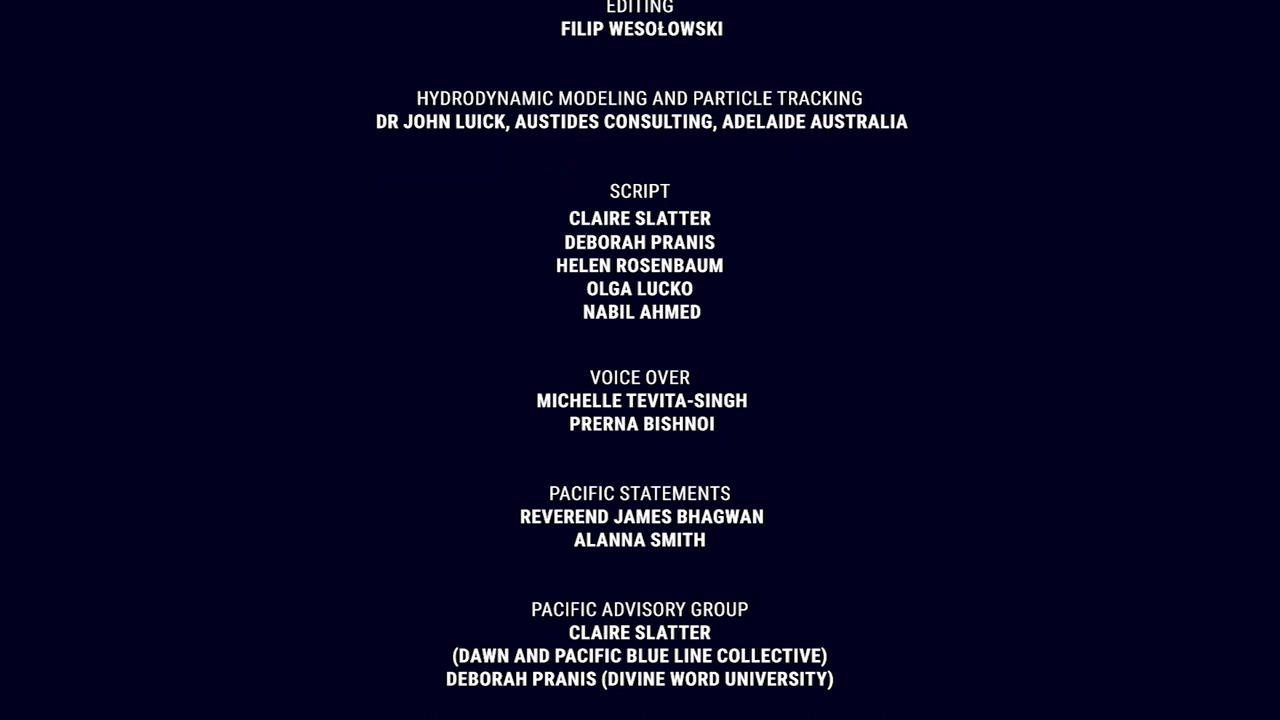 EDITING
FILIP WESOŁOWSKI
HYDRODYNAMIC MODELING AND PARTICLE TRACKING
DR JOHN LUICK, AUSTIDES CONSULTING, ADELAIDE AUSTRALIA
SCRIPT
CLAIRE SLATTER
DEBORAH PRANIS
HELEN ROSENBAUM
OLGA LUCKO
NABIL AHMED
VOICE OVER
MICHELLE TEVITA-SINGH
PRERNA BISHNOI
PACIFIC STATEMENTS
REVEREND JAMES BHAGWAN
ALANNA SMITH
PACIFIC ADVISORY GROUP
CLAIRE SLATTER
(DAWN AND PACIFIC BLUE LINE COLLECTIVE)
DEBORAH PRANIS (DIVINE WORD UNIVERSITY)